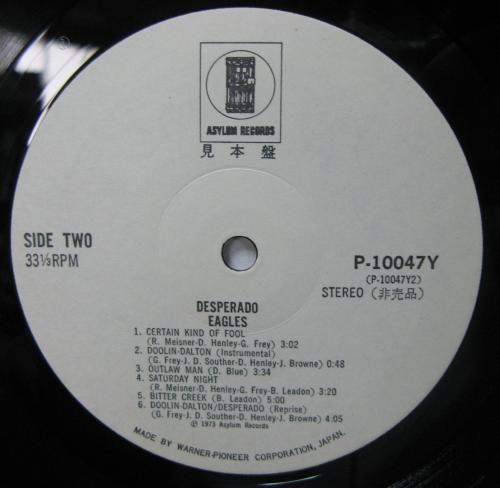 ASYLUM RECORDS
見本盤
SIDE TWO
33⅓RPM
P-10047Y
(P-10047Y2)
STEREO (非売品)
DESPERADO
EAGLES
1. CERTAIN KIND OF FOOL
(R. Meisner-D. Henley-G. Frey) 3:02
2. DOOLIN-DALTON (Instrumental)
(G. Frey-J. D. Souther-D. Henley-J. Browne) 0:48
3. OUTLAW MAN (D. Blue) 3:34
4. SATURDAY NIGHT
(R. Meisner-D. Henley-G. Frey-B. Leadon) 3:20
5. BITTER CREEK (B. Leadon) 5:00
6. DOOLIN-DALTON/DESPERADO (Reprise)
(G. Frey-J. D. Souther-D. Henley-J. Browne) 4:05
Ⓟ 1973 Asylum Records
MADE BY WARNER-PIONEER CORPORATION, JAPAN.